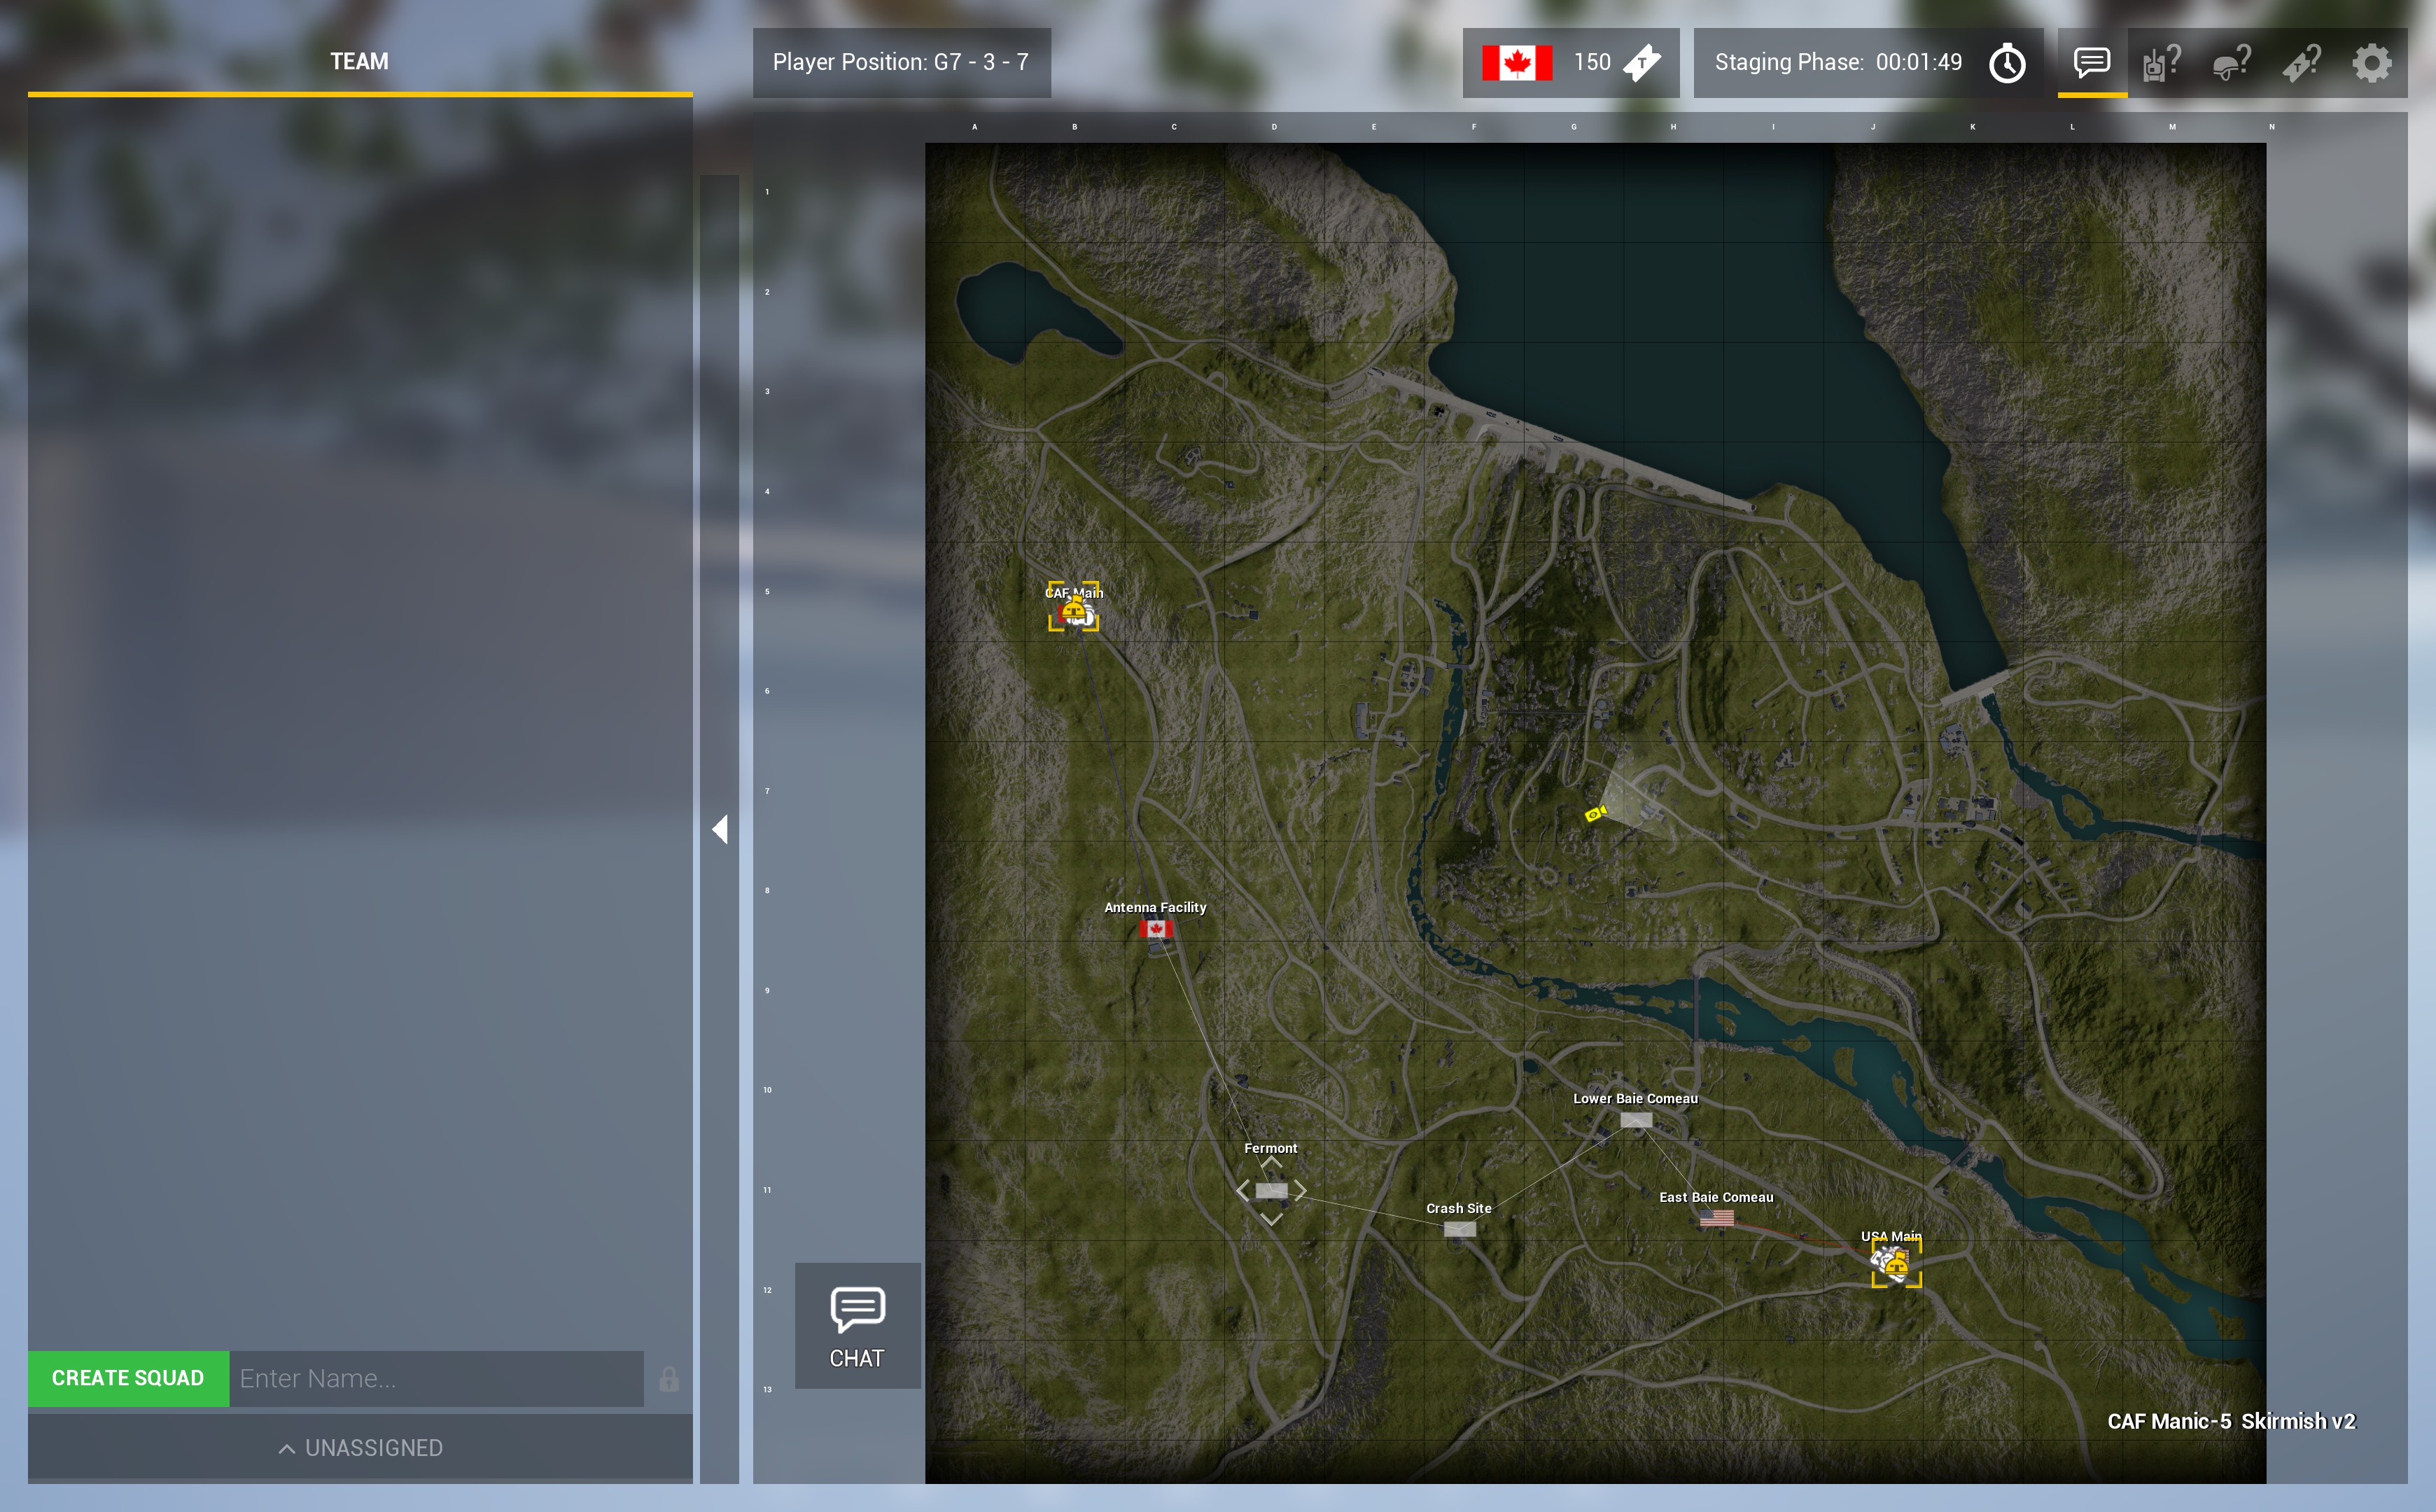 TEAM
Player Position: G7 - 3 - 7
150
T
Staging Phase: 00:01:49
?
?
T?
A B C D E F G H I J K L M N
1
2
3
4
5
6
7
8
9
10
11
12
13
CAF Main
Antenna Facility
Lower Baie Comeau
Fermont
East Baie Comeau
Crash Site
USA Main
CHAT
CREATE SQUAD
Enter Name...
CAF Manic-5 Skirmish v2
UNASSIGNED